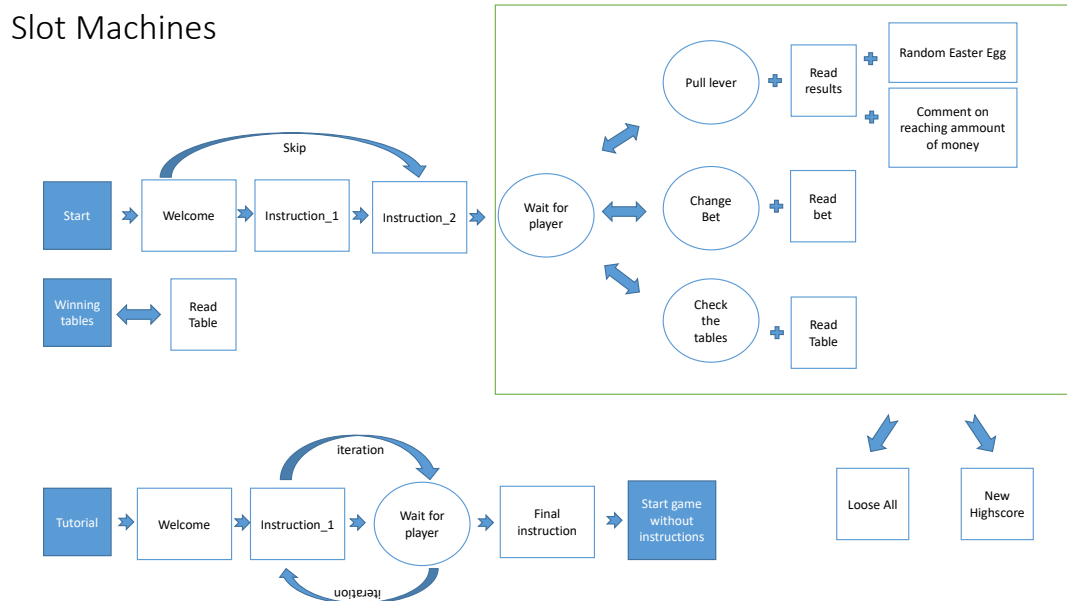 Slot Machines
Random Easter Egg
Pull lever
Read
results
Comment on
reaching ammount
of money
Skip
Start
Welcome
Instruction_1
Instruction_2
Wait for
player
Change
Bet
Read
bet
Winning
tables
Read
Table
Check
the
tables
Read
Table
iteration
Tutorial
Welcome
Instruction_1
Wait for
player
Final
instruction
Start game
without
instructions
iteration
Loose All
New
Highscore